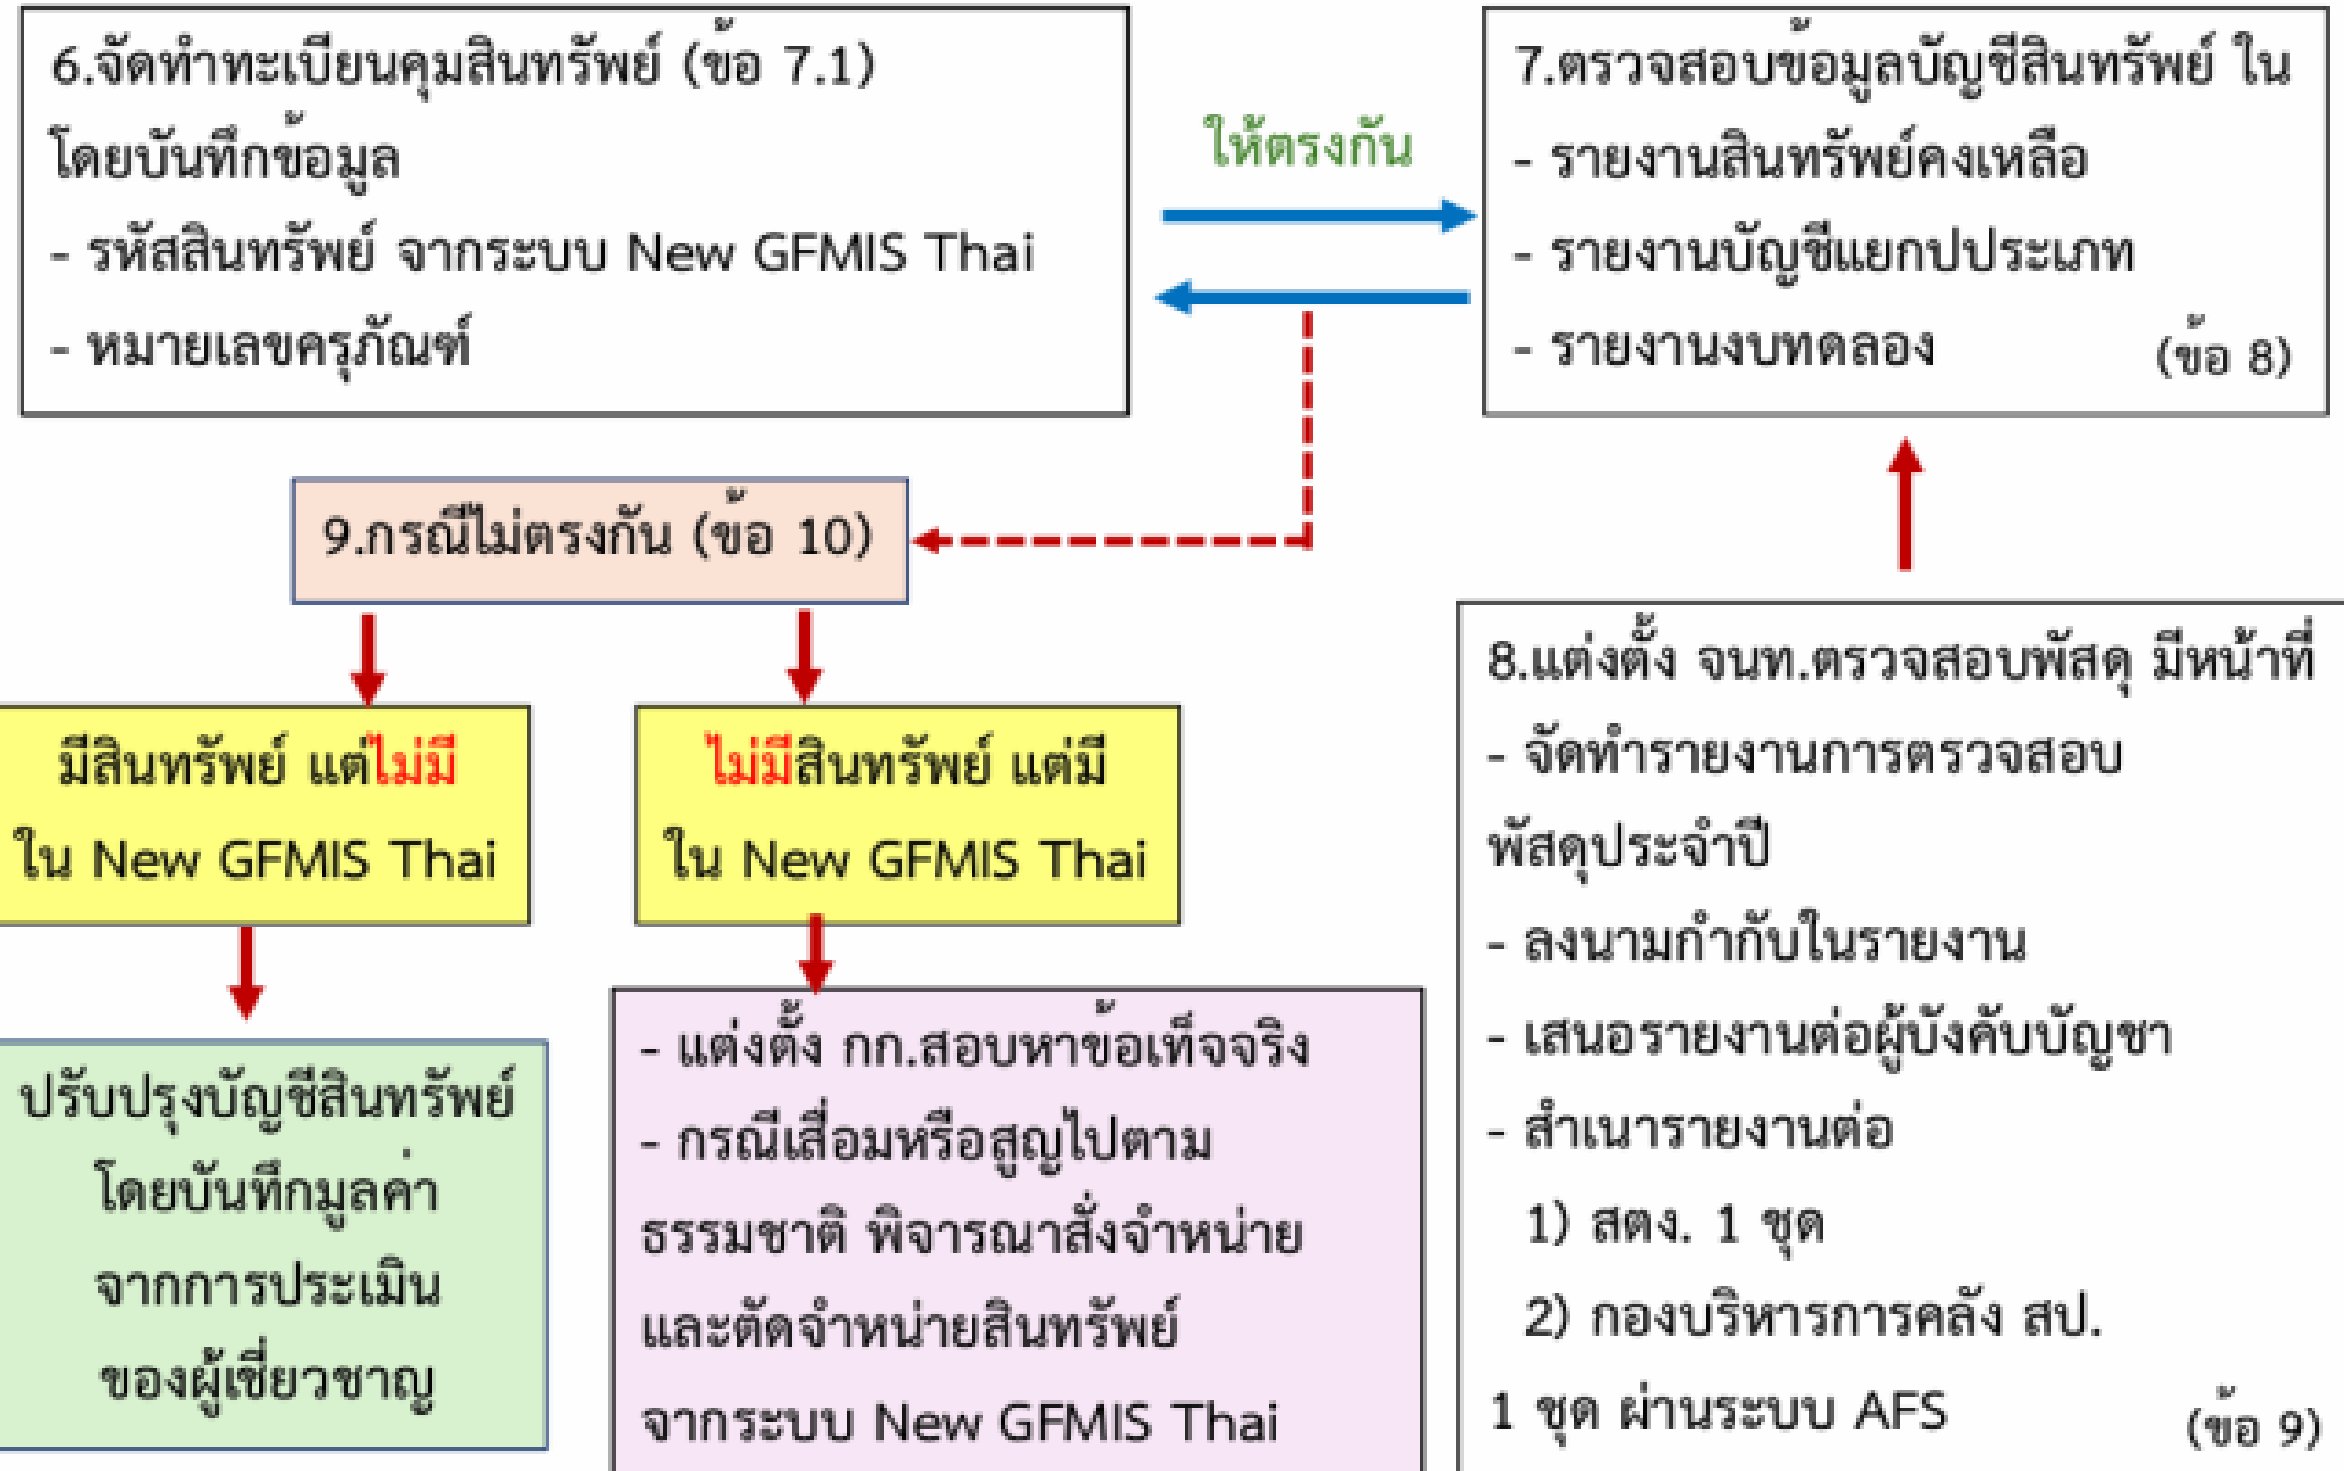 6.จัดทำทะเบียนคุมสินทรัพย์ (ข้อ 7.1)
โดยบันทึกข้อมูล
- รหัสสินทรัพย์ จากระบบ New GFMIS Thai
- หมายเลขครุภัณฑ์
ให้ตรงกัน
7.ตรวจสอบข้อมูลบัญชีสินทรัพย์ ใน
- รายงานสินทรัพย์คงเหลือ
- รายงานบัญชีแยกปประเภท
- รายงานงบทดลอง (ข้อ 8)
9.กรณีไม่ตรงกัน (ข้อ 10)
มีสินทรัพย์ แต่ไม่มี
ใน New GFMIS Thai
ไม่มีสินทรัพย์ แต่มี
ใน New GFMIS Thai
ปรับปรุงบัญชีสินทรัพย์
โดยบันทึกมูลค่า
จากการประเมิน
ของผู้เชี่ยวชาญ
- แต่งตั้ง กก.สอบหาข้อเท็จจริง
- กรณีเสื่อมหรือสูญไปตาม
ธรรมชาติ พิจารณาสั่งจำหน่าย
และตัดจำหน่ายสินทรัพย์
จากระบบ New GFMIS Thai
8.แต่งตั้ง จนท.ตรวจสอบพัสดุ มีหน้าที่
- จัดทำรายงานการตรวจสอบ
พัสดุประจำปี
- ลงนามกำกับในรายงาน
- เสนอรายงานต่อผู้บังคับบัญชา
- สำเนารายงานต่อ
1) สตง. 1 ชุด
2) กองบริหารการคลัง สป.
1 ชุด ผ่านระบบ AFS (ข้อ 9)